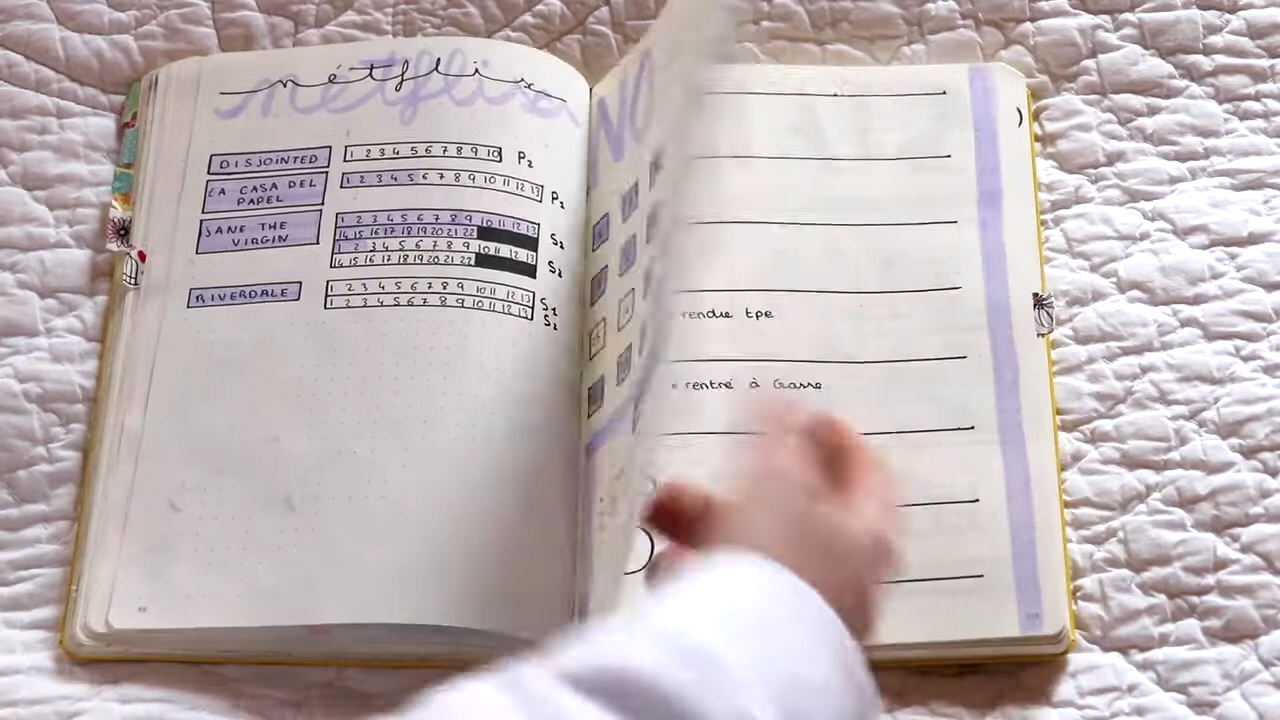 nétflix
DISJOINTED
1 2 3 4 5 6 7 8 9 10 P2
LA CASA DEL
PAPEL
1 2 3 4 5 6 7 8 9 10 11 12 13 P1
JANE THE
VIRGIN
1 2 3 4 5 6 7 8 9 10 11 12 13
14 15 16 17 18 19 20 21 22 S2
1 2 3 4 5 6 7 8 9 10 11 12 13
14 15 16 17 18 19 20 21 22 S2
RIVERDALE
1 2 3 4 5 6 7 8 9 10 11 12 13 S1
1 2 3 4 5 6 7 8 9 10 11 12 13 S2
NO
rendre tpe
rentré à Grasse